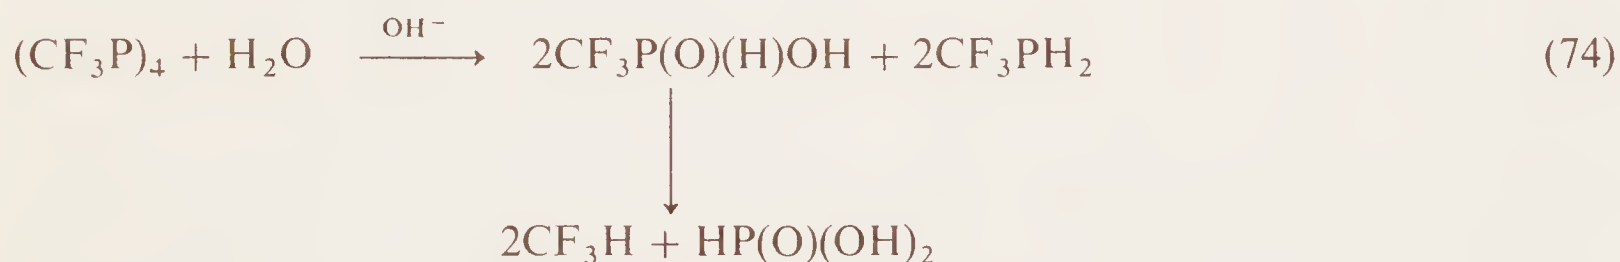 OH⁻
(CF₃P)₄ + H₂O ⟶ 2CF₃P(O)(H)OH + 2CF₃PH₂ (74)
↓
2CF₃H + HP(O)(OH)₂